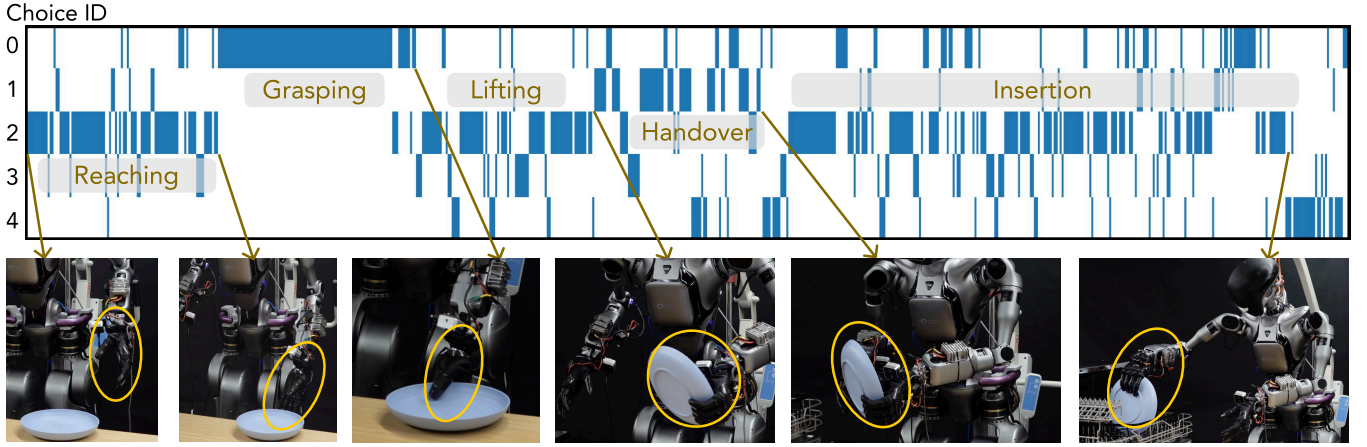 Choice ID
0
1
2
3
4
Grasping
Lifting
Insertion
Handover
Reaching